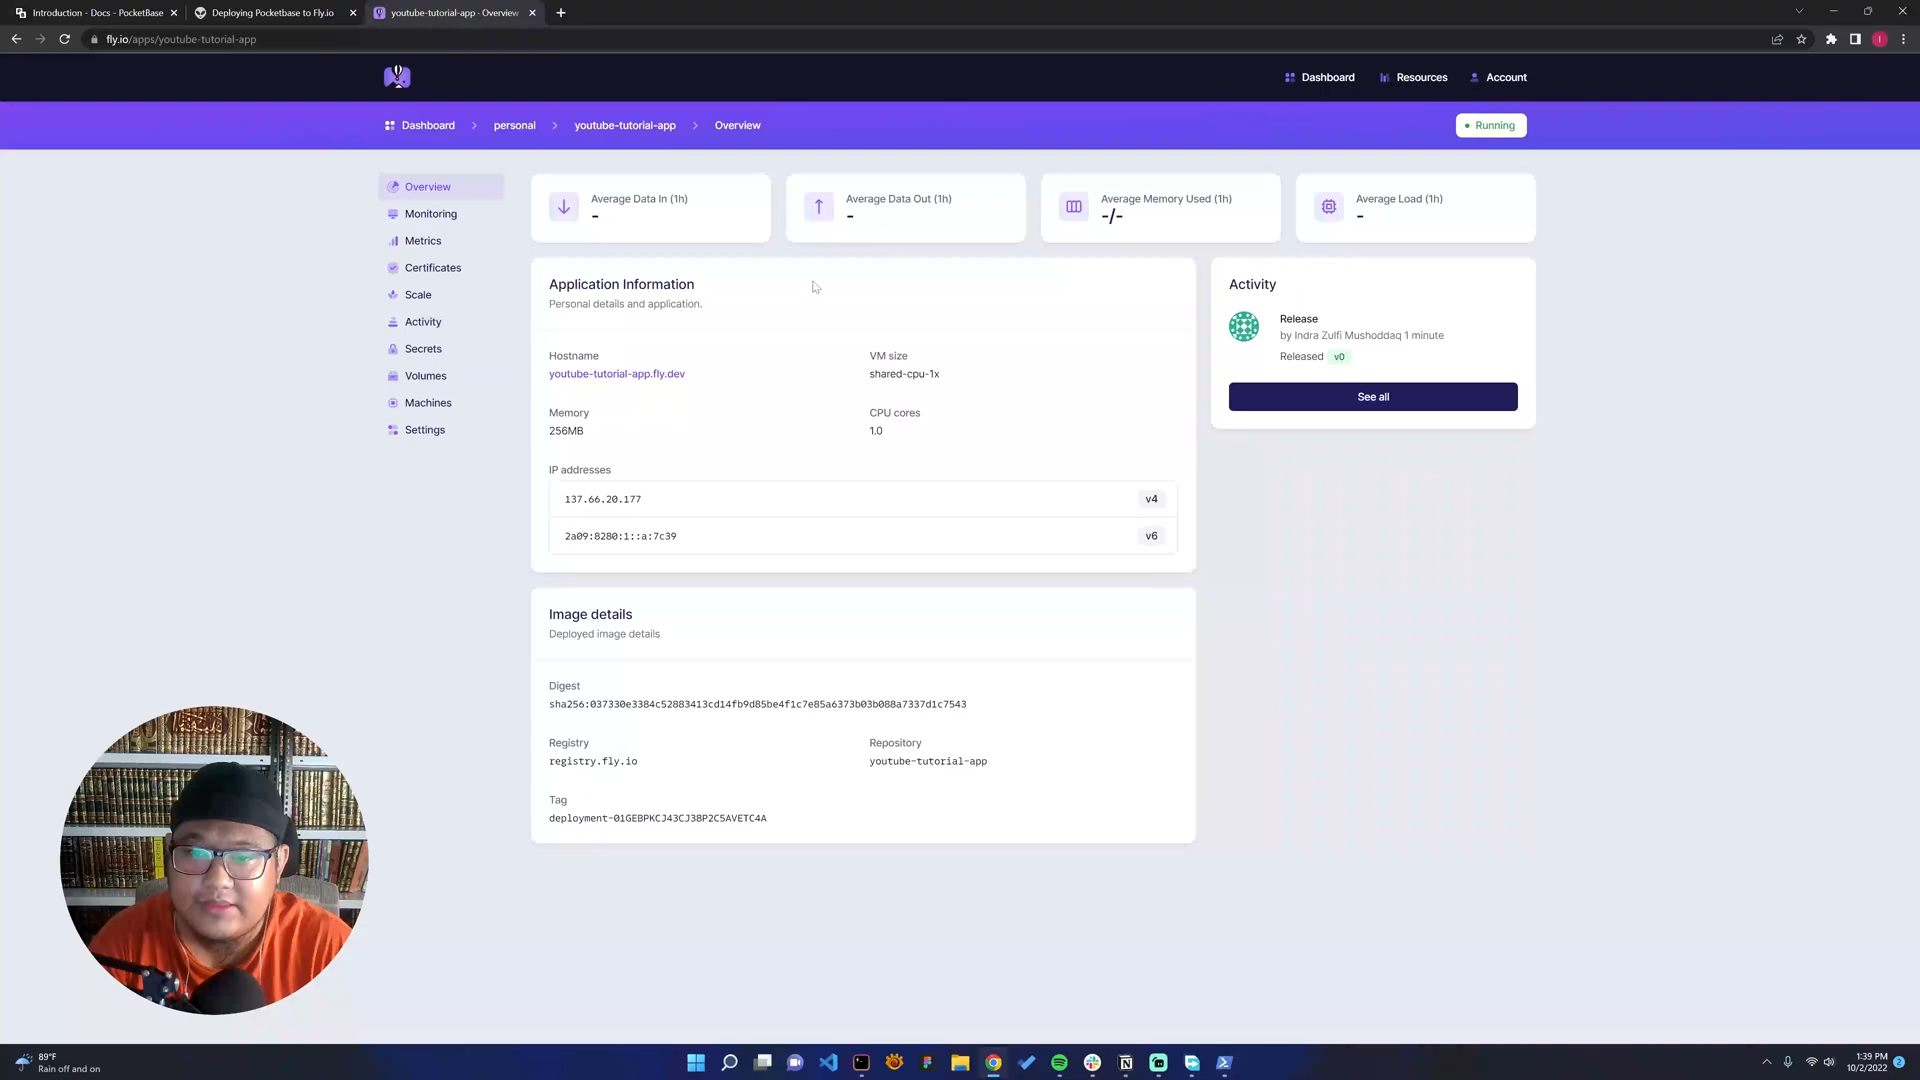 Introduction - Docs - PocketBase
Deploying Pocketbase to Fly.io
youtube-tutorial-app · Overview
fly.io/apps/youtube-tutorial-app
Dashboard
Resources
Account
Dashboard
personal
youtube-tutorial-app
Overview
Running
Overview
Monitoring
Metrics
Certificates
Scale
Activity
Secrets
Volumes
Machines
Settings
Average Data In (1h)
-
Average Data Out (1h)
-
Average Memory Used (1h)
-/-
Average Load (1h)
-
Application Information
Personal details and application.
Hostname
youtube-tutorial-app.fly.dev
VM size
shared-cpu-1x
Memory
256MB
CPU cores
1.0
IP addresses
137.66.20.177
v4
2a09:8280:1::a:7c39
v6
Activity
Release
by Indra Zulfi Mushoddaq 1 minute
Released v0
See all
Image details
Deployed image details
Digest
sha256:037330e3384c52883413cd14fb9d85be4f1c7e85a6373b03b088a7337d1c7543
Registry
registry.fly.io
Repository
youtube-tutorial-app
Tag
deployment-01GEBPKCJ43CJ38P2C5AVETC4A
89°F
Rain off and on
1:39 PM
10/2/2022
2